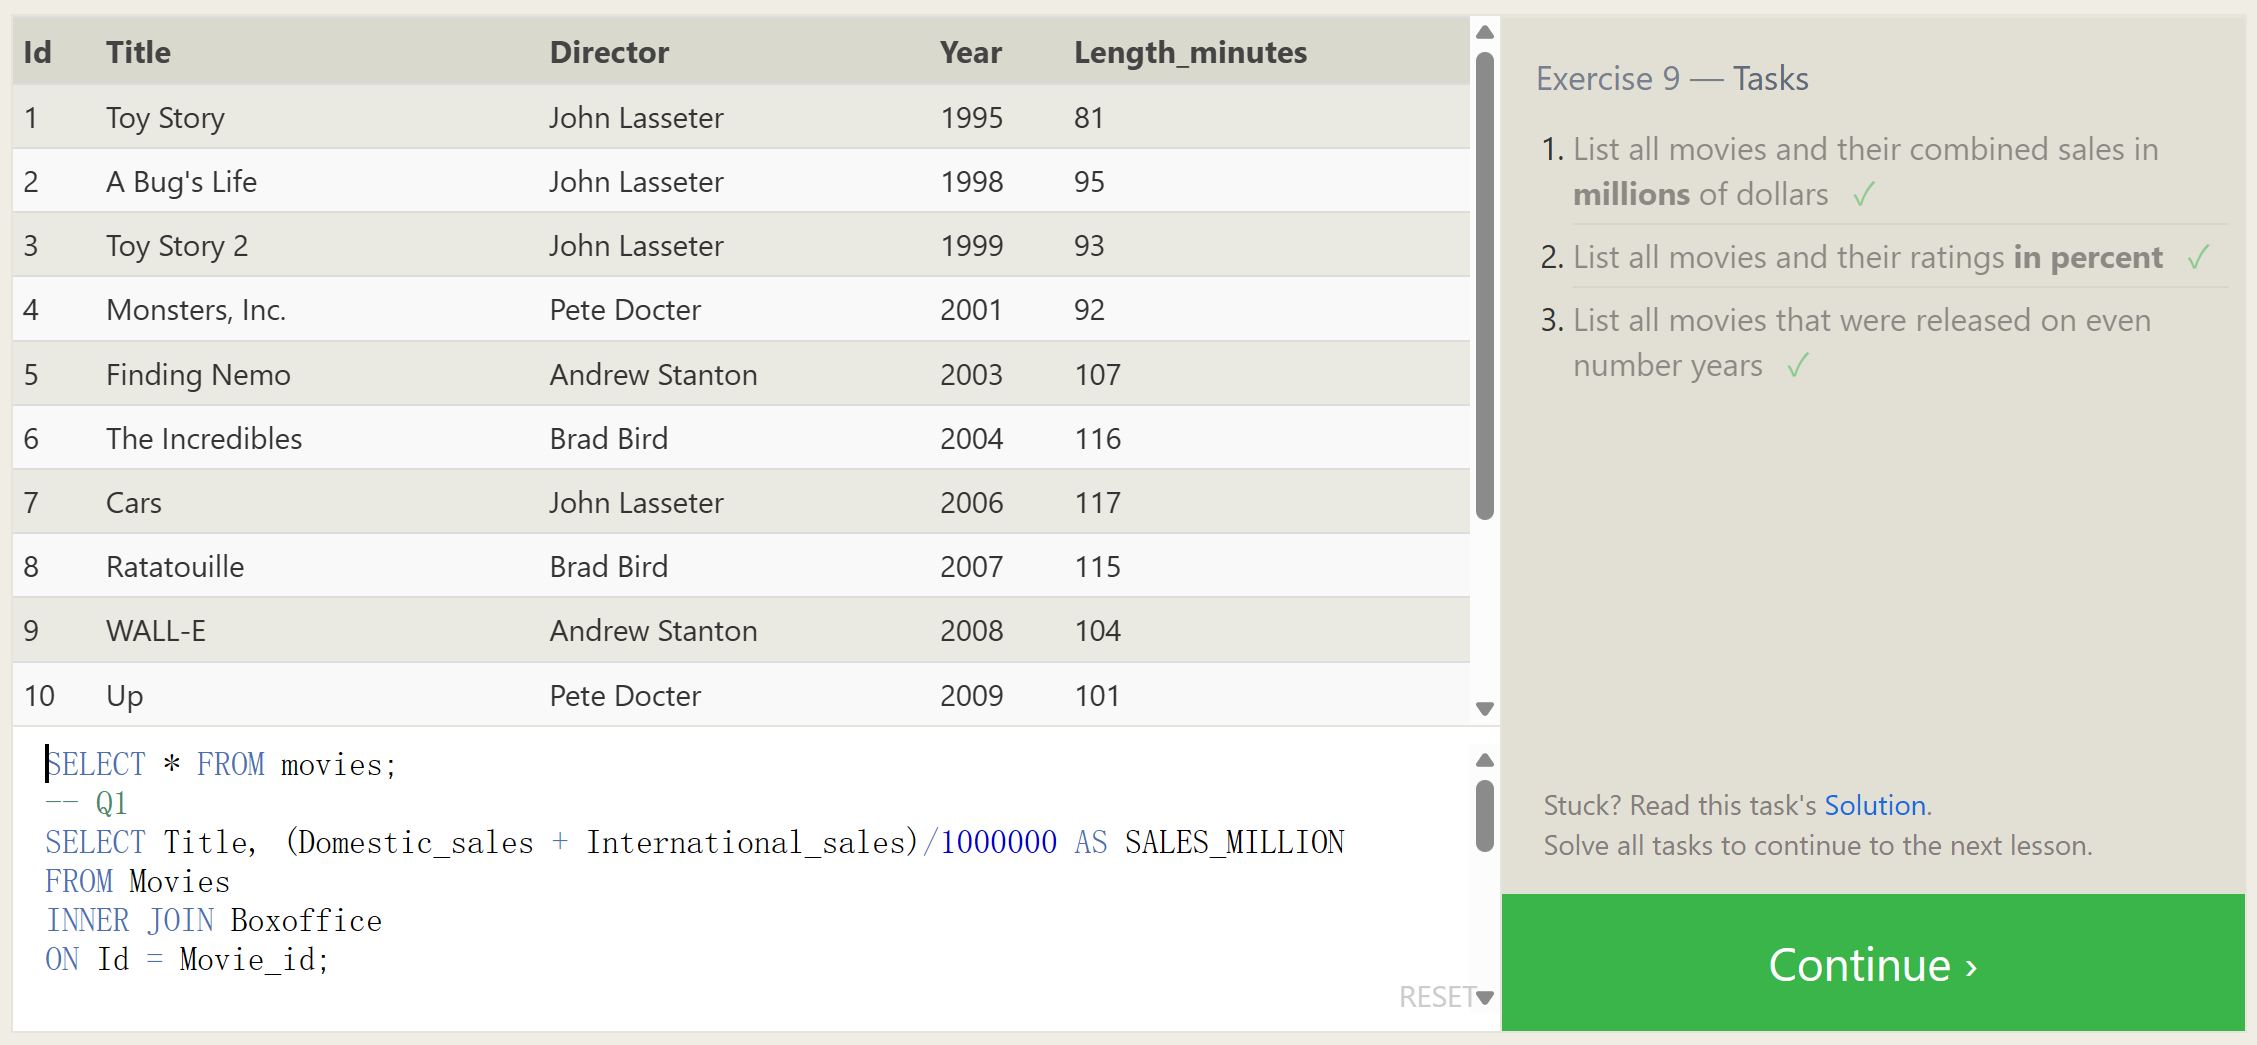 Id Title Director Year Length_minutes
1 Toy Story John Lasseter 1995 81
2 A Bug's Life John Lasseter 1998 95
3 Toy Story 2 John Lasseter 1999 93
4 Monsters, Inc. Pete Docter 2001 92
5 Finding Nemo Andrew Stanton 2003 107
6 The Incredibles Brad Bird 2004 116
7 Cars John Lasseter 2006 117
8 Ratatouille Brad Bird 2007 115
9 WALL-E Andrew Stanton 2008 104
10 Up Pete Docter 2009 101
SELECT * FROM movies;
-- Q1
SELECT Title, (Domestic_sales + International_sales)/1000000 AS SALES_MILLION
FROM Movies
INNER JOIN Boxoffice
ON Id = Movie_id;
RESET
Exercise 9 — Tasks
1. List all movies and their combined sales in
millions of dollars ✓
2. List all movies and their ratings in percent ✓
3. List all movies that were released on even
number years ✓
Stuck? Read this task's Solution.
Solve all tasks to continue to the next lesson.
Continue ›